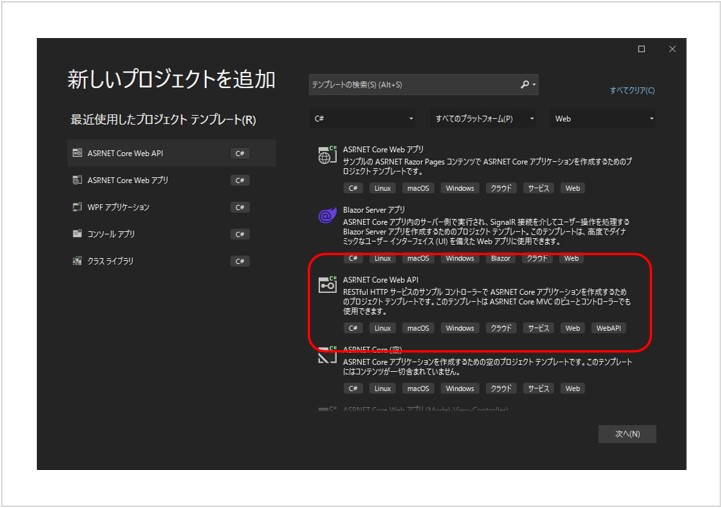 新しいプロジェクトを追加
テンプレートの検索(S) (Alt+S)
すべてクリア(C)
最近使用したプロジェクト テンプレート(R)
C#
すべてのプラットフォーム(P)
Web
ASP.NET Core Web API C#
ASP.NET Core Web アプリ C#
WPF アプリケーション C#
コンソール アプリ C#
クラス ライブラリ C#
ASP.NET Core Web アプリ
サンプルの ASP.NET Razor Pages コンテンツで ASP.NET Core アプリケーションを作成するためのプ
ロジェクト テンプレートです。
C# Linux macOS Windows クラウド サービス Web
Blazor Server アプリ
ASP.NET Core アプリ内のサーバー側で実行され、SignalR 接続を介してユーザー操作を処理する
Blazor Server アプリを作成するためのプロジェクト テンプレート。このテンプレートは、高度でダイナ
ミックなユーザー インターフェイス (UI) を備えた Web アプリに使用できます。
C# Linux macOS Windows Blazor クラウド Web
ASP.NET Core Web API
RESTful HTTP サービスのサンプル コントローラーで ASP.NET Core アプリケーションを作成するため
のプロジェクト テンプレートです。このテンプレートは ASP.NET Core MVC のビューとコントローラーでも
使用できます。
C# Linux macOS Windows クラウド サービス Web WebAPI
ASP.NET Core (空)
ASP.NET Core アプリケーションを作成するための空のプロジェクト テンプレートです。このテンプレート
にはコンテンツが一切含まれていません。
C# Linux macOS Windows クラウド サービス Web
ASP.NET Core Web アプリ (Model-View-Controller)
次へ(N)